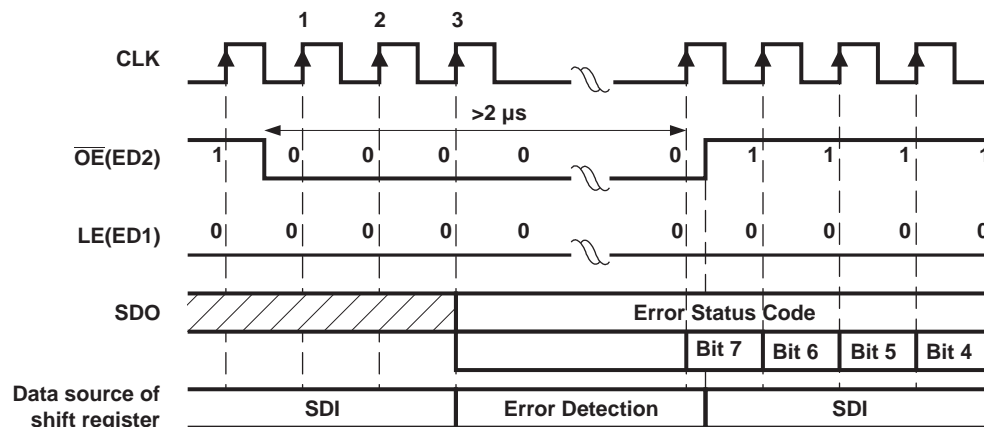 1 2 3
CLK
>2 µs
OE(ED2)
1 0 0 0 0 0 1 1 1 1
LE(ED1)
0 0 0 0 0 0 0 0 0 0
SDO
Error Status Code
Bit 7 Bit 6 Bit 5 Bit 4
Data source of
shift register
SDI Error Detection SDI